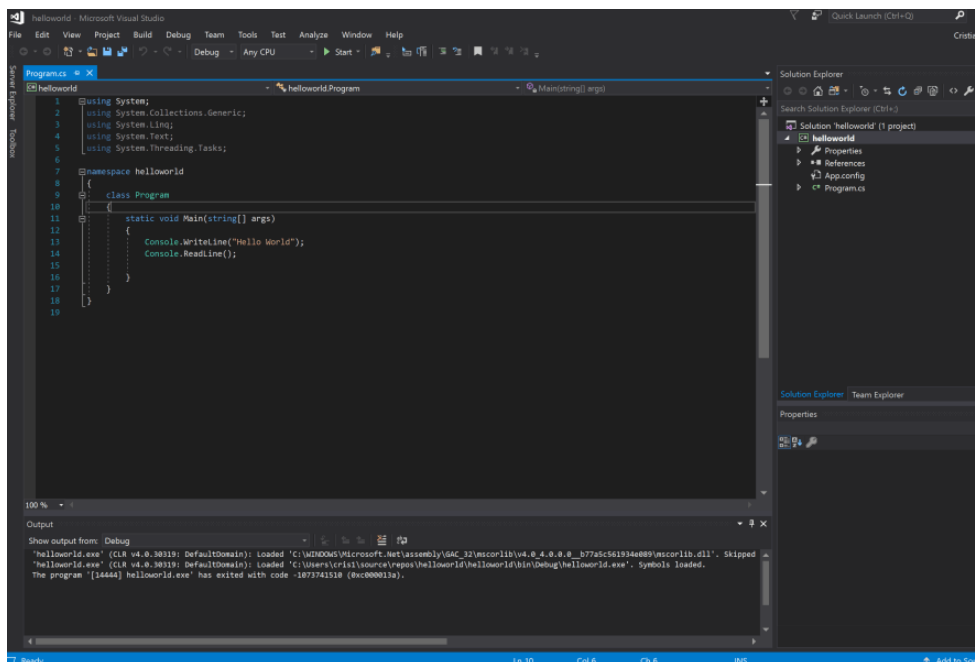 helloworld - Microsoft Visual Studio
Quick Launch (Ctrl+Q)
File Edit View Project Build Debug Team Tools Test Analyze Window Help
Debug Any CPU Start
Server Explorer
Toolbox
Program.cs
helloworld helloworld.Program Main(string[] args)
1 using System;
2 using System.Collections.Generic;
3 using System.Linq;
4 using System.Text;
5 using System.Threading.Tasks;
6
7 namespace helloworld
8 {
9 class Program
10 {
11 static void Main(string[] args)
12 {
13 Console.WriteLine("Hello World");
14 Console.ReadLine();
15
16 }
17 }
18 }
19
100 %
Output
Show output from: Debug
'helloworld.exe' (CLR v4.0.30319: DefaultDomain): Loaded 'C:\WINDOWS\Microsoft.Net\assembly\GAC_32\mscorlib\v4.0_4.0.0.0__b77a5c561934e089\mscorlib.dll'. Skipped
'helloworld.exe' (CLR v4.0.30319: DefaultDomain): Loaded 'C:\Users\cris1\source\repos\helloworld\helloworld\bin\Debug\helloworld.exe'. Symbols loaded.
The program '[14444] helloworld.exe' has exited with code -1073741510 (0xc000013a).
Solution Explorer
Search Solution Explorer (Ctrl+;)
Solution 'helloworld' (1 project)
helloworld
Properties
References
App.config
Program.cs
Solution Explorer Team Explorer
Properties
Ready Ln 10 Col 6 Ch 6 INS Add to